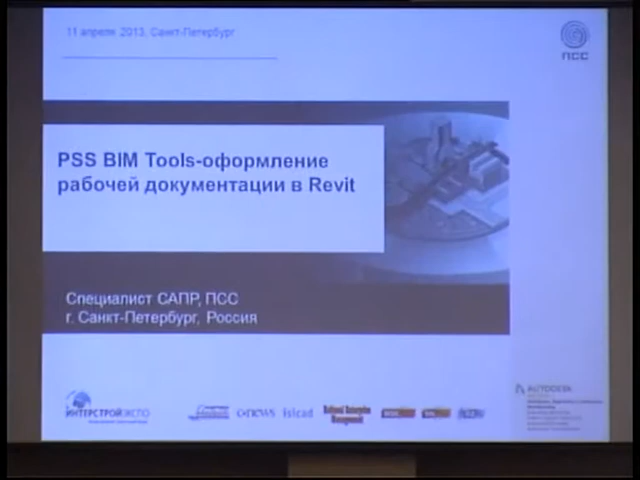 11 апреля 2013, Санкт-Петербург
ПСС
PSS BIM Tools-оформление
рабочей документации в Revit
Специалист САПР, ПСС
г. Санкт-Петербург, Россия
ИНТЕРСТРОЙЭКСПО
cnews
isicad
AUTODESK